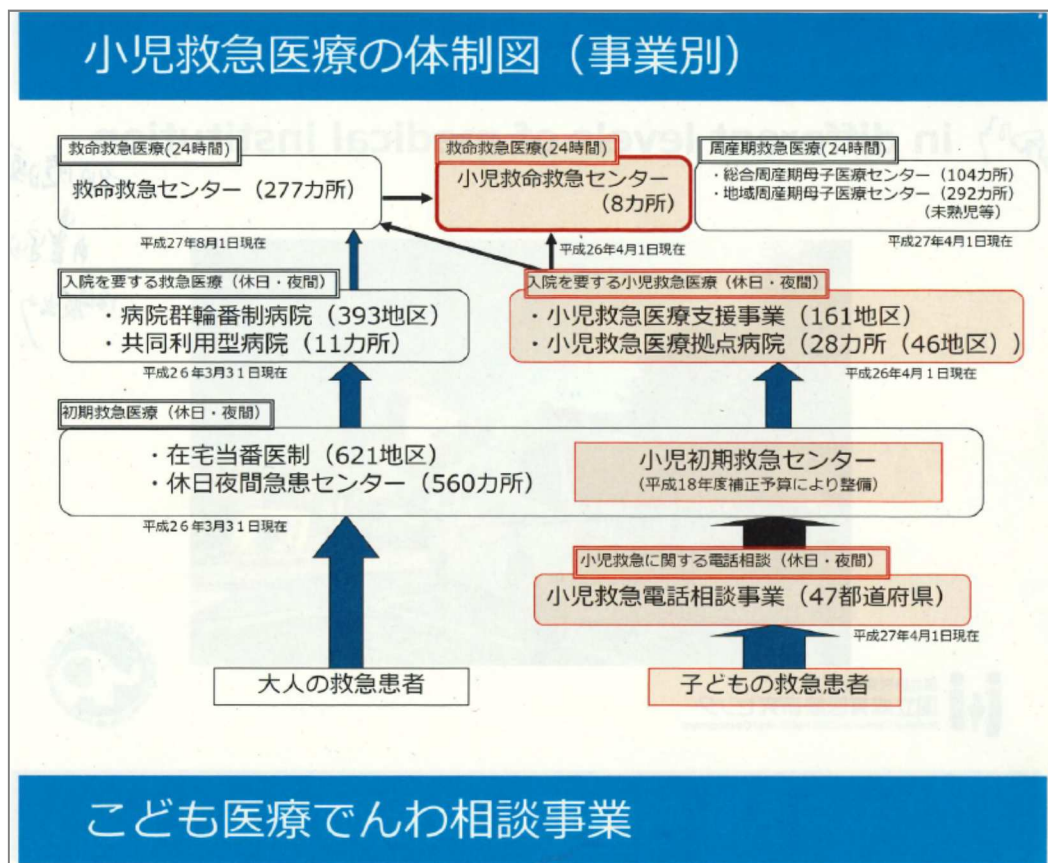 小児救急医療の体制図（事業別）
in different levels of medical institution
救命救急医療(24時間)
救命救急センター（277カ所）
平成27年8月1日現在
救命救急医療(24時間)
小児救命救急センター
（8カ所）
平成26年4月1日現在
周産期救急医療(24時間)
・総合周産期母子医療センター（104カ所）
・地域周産期母子医療センター（292カ所）
（未熟児等）
平成27年4月1日現在
入院を要する救急医療（休日・夜間）
・病院群輪番制病院（393地区）
・共同利用型病院（11カ所）
平成26年3月31日現在
入院を要する小児救急医療（休日・夜間）
・小児救急医療支援事業（161地区）
・小児救急医療拠点病院（28カ所（46地区））
平成26年4月1日現在
初期救急医療（休日・夜間）
・在宅当番医制（621地区）
・休日夜間急患センター（560カ所）
平成26年3月31日現在
小児初期救急センター
（平成18年度補正予算により整備）
小児救急に関する電話相談（休日・夜間）
小児救急電話相談事業（47都道府県）
平成27年4月1日現在
大人の救急患者
子どもの救急患者
こども医療でんわ相談事業